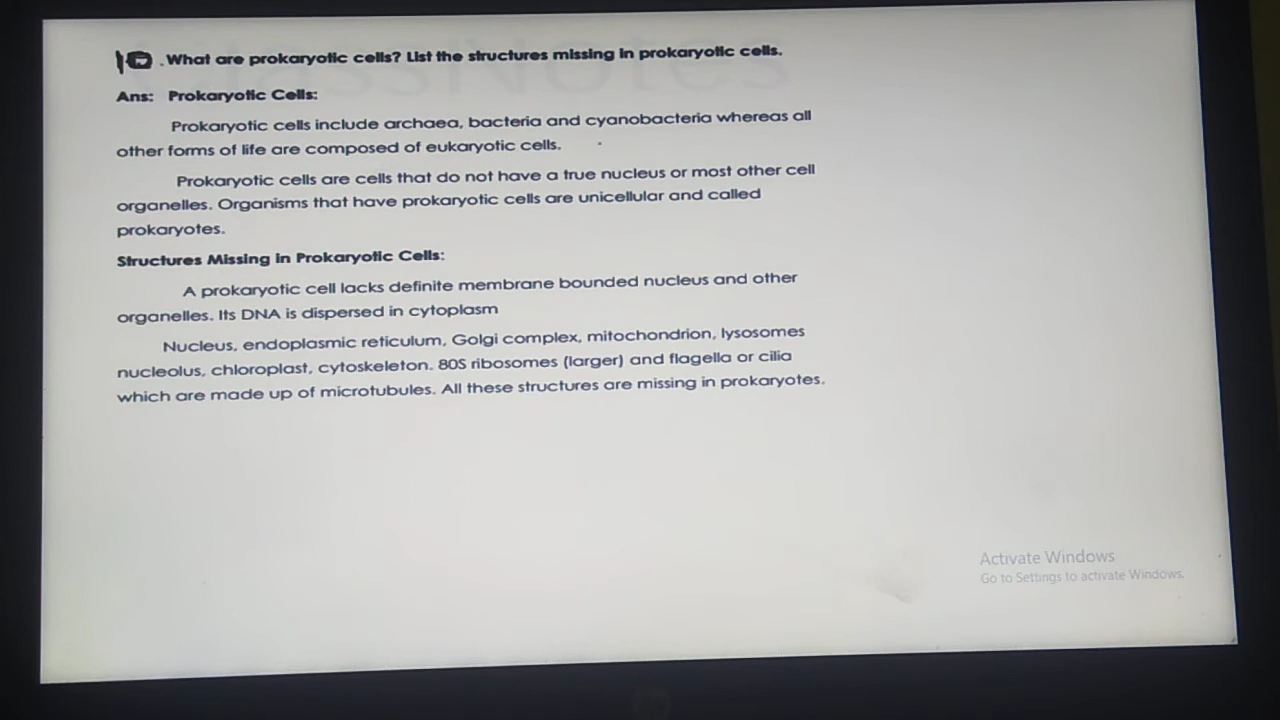 . What are prokaryotic cells? List the structures missing in prokaryotic cells.
Ans: Prokaryotic Cells:
Prokaryotic cells include archaea, bacteria and cyanobacteria whereas all
other forms of life are composed of eukaryotic cells.
Prokaryotic cells are cells that do not have a true nucleus or most other cell
organelles. Organisms that have prokaryotic cells are unicellular and called
prokaryotes.
Structures Missing in Prokaryotic Cells:
A prokaryotic cell lacks definite membrane bounded nucleus and other
organelles. Its DNA is dispersed in cytoplasm
Nucleus, endoplasmic reticulum, Golgi complex, mitochondrion, lysosomes
nucleolus, chloroplast, cytoskeleton. 80S ribosomes (larger) and flagella or cilia
which are made up of microtubules. All these structures are missing in prokaryotes.
Activate Windows
Go to Settings to activate Windows.